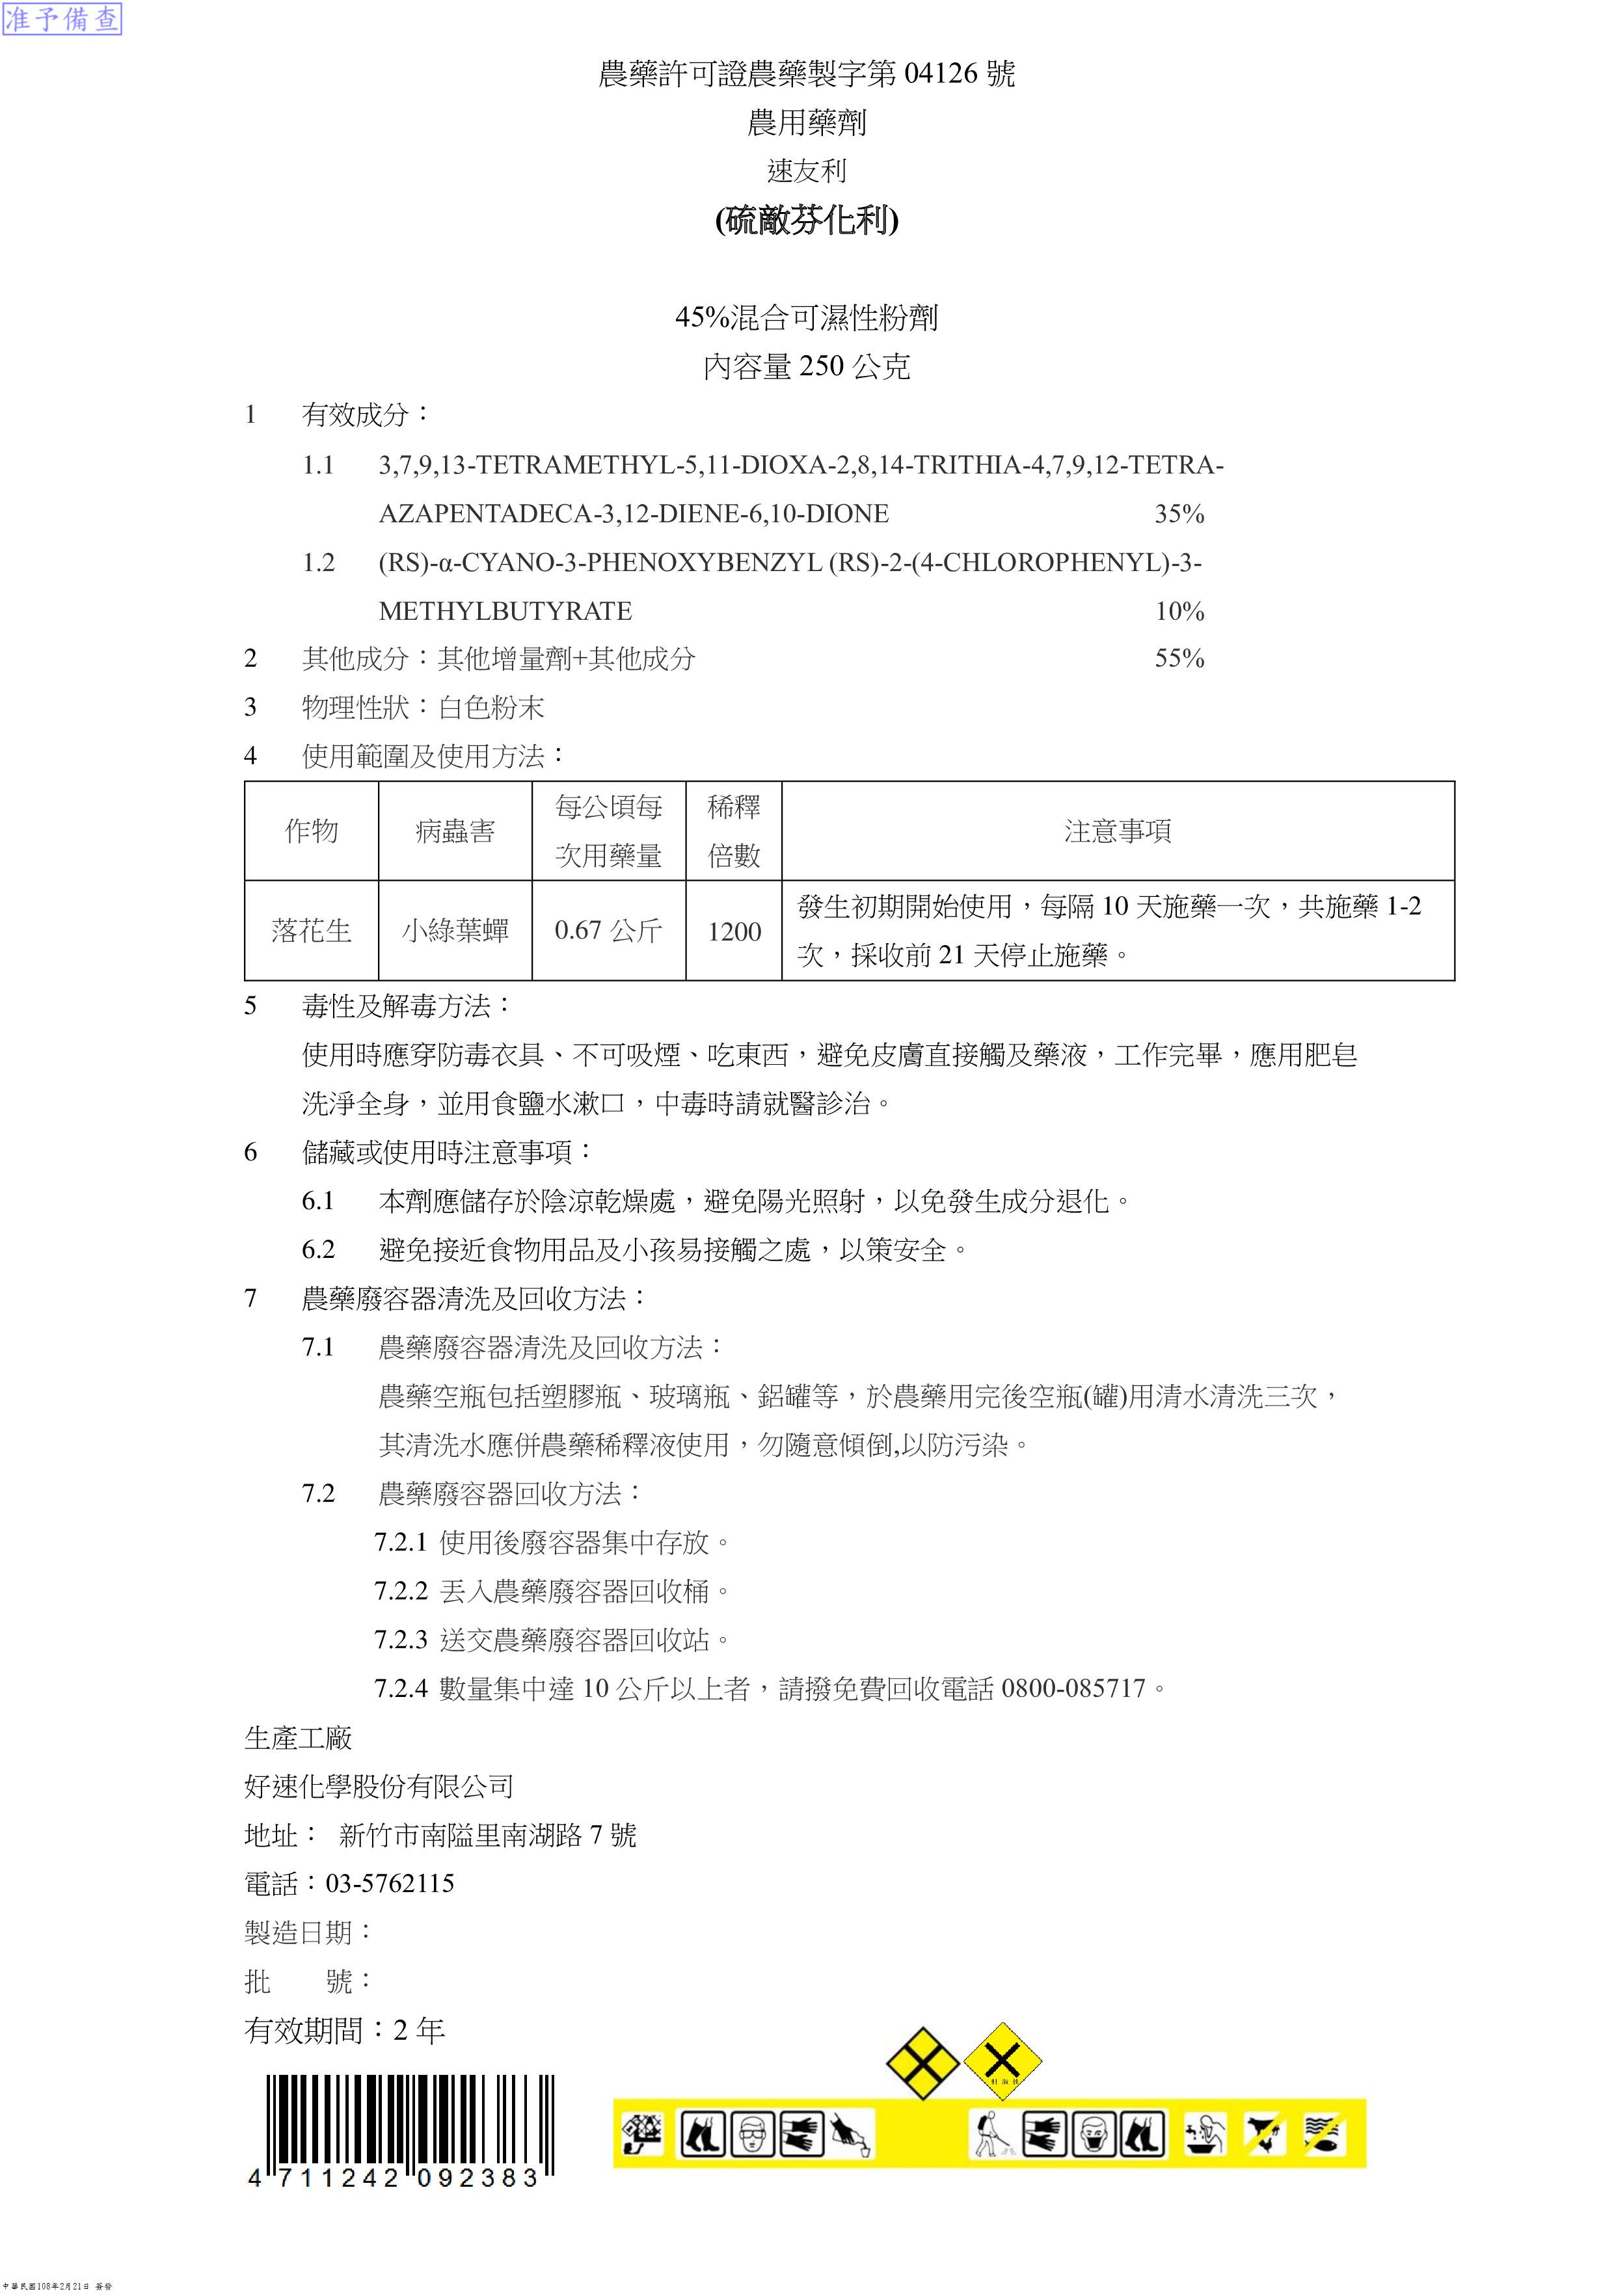 准予備查
農藥許可證農藥製字第 04126 號
農用藥劑
速友利
(硫敵芬化利)
45%混合可濕性粉劑
內容量 250 公克
1 有效成分：
1.1 3,7,9,13-TETRAMETHYL-5,11-DIOXA-2,8,14-TRITHIA-4,7,9,12-TETRA-
AZAPENTADECA-3,12-DIENE-6,10-DIONE 35%
1.2 (RS)-α-CYANO-3-PHENOXYBENZYL (RS)-2-(4-CHLOROPHENYL)-3-
METHYLBUTYRATE 10%
2 其他成分：其他增量劑+其他成分 55%
3 物理性狀：白色粉末
4 使用範圍及使用方法：
作物 病蟲害 每公頃每次用藥量 稀釋倍數 注意事項
落花生 小綠葉蟬 0.67 公斤 1200 發生初期開始使用，每隔 10 天施藥一次，共施藥 1-2
次，採收前 21 天停止施藥。
5 毒性及解毒方法：
使用時應穿防毒衣具、不可吸煙、吃東西，避免皮膚直接觸及藥液，工作完畢，應用肥皂
洗淨全身，並用食鹽水漱口，中毒時請就醫診治。
6 儲藏或使用時注意事項：
6.1 本劑應儲存於陰涼乾燥處，避免陽光照射，以免發生成分退化。
6.2 避免接近食物用品及小孩易接觸之處，以策安全。
7 農藥廢容器清洗及回收方法：
7.1 農藥廢容器清洗及回收方法：
農藥空瓶包括塑膠瓶、玻璃瓶、鋁罐等，於農藥用完後空瓶(罐)用清水清洗三次，
其清洗水應併農藥稀釋液使用，勿隨意傾倒,以防污染。
7.2 農藥廢容器回收方法：
7.2.1 使用後廢容器集中存放。
7.2.2 丟入農藥廢容器回收桶。
7.2.3 送交農藥廢容器回收站。
7.2.4 數量集中達 10 公斤以上者，請撥免費回收電話 0800-085717。
生產工廠
好速化學股份有限公司
地址： 新竹市南隘里南湖路 7 號
電話：03-5762115
製造日期：
批 號：
有效期間：2 年
4 711242 092383
中華民國108年2月21日 簽發